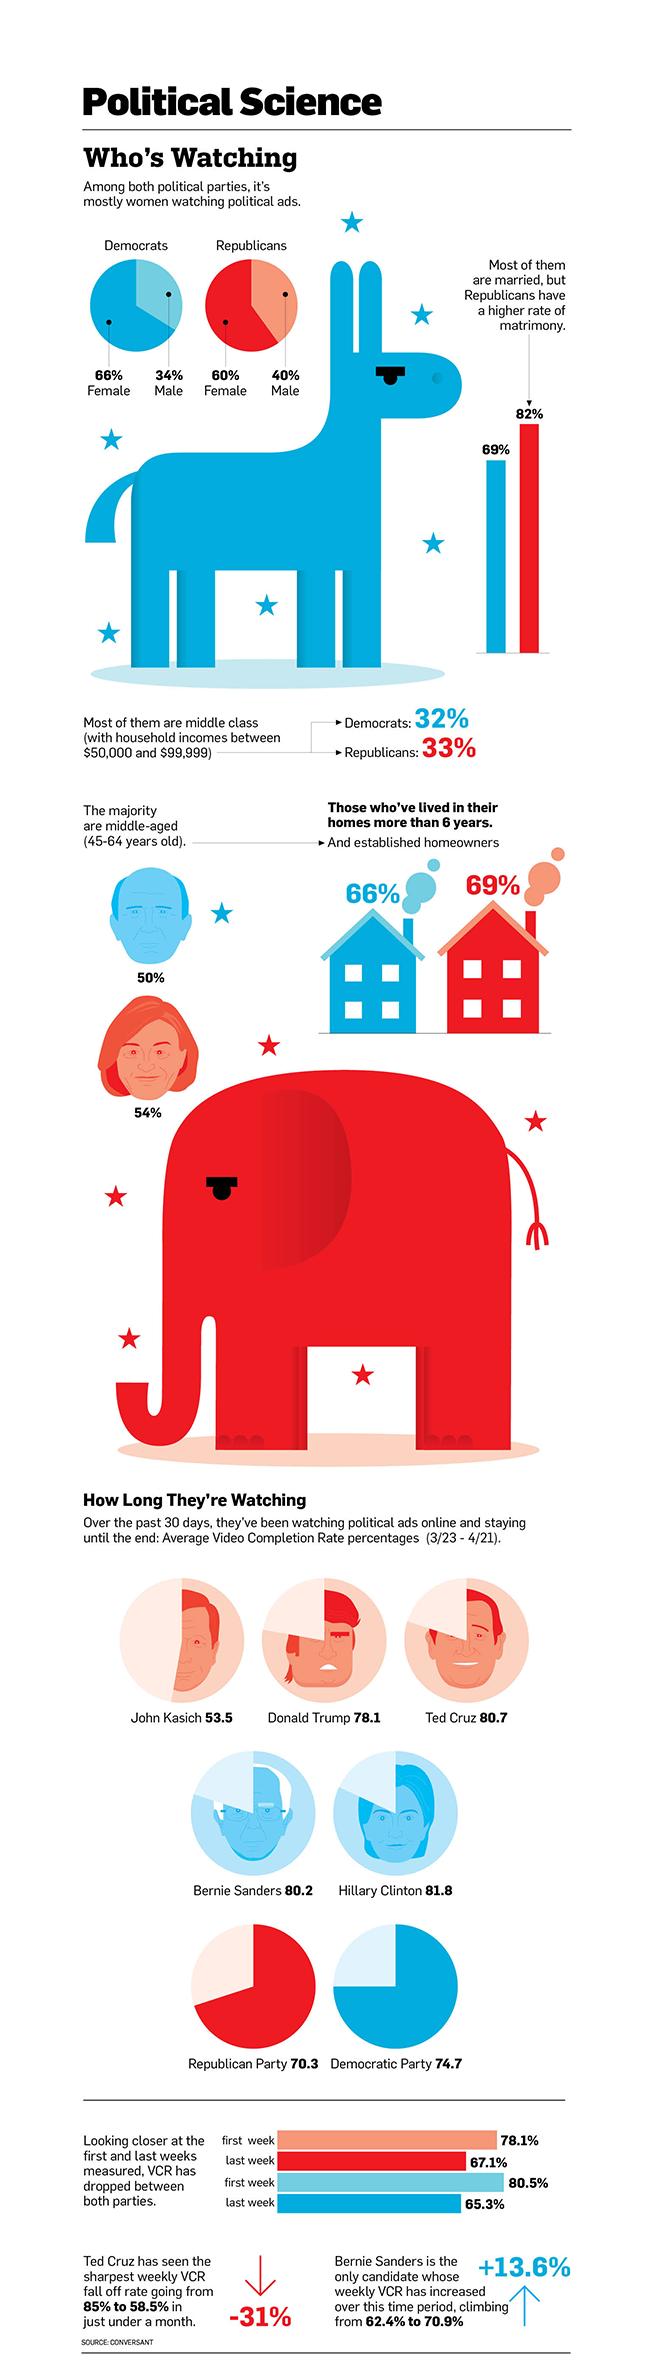 Political Science
Who's Watching
Among both political parties, it's
mostly women watching political ads.
Democrats
Republicans
66%
Female
34%
Male
60%
Female
40%
Male
Most of them
are married, but
Republicans have
a higher rate of
matrimony.
82%
69%
Most of them are middle class
(with household incomes between
$50,000 and $99,999)
Democrats: 32%
Republicans: 33%
The majority
are middle-aged
(45-64 years old).
Those who've lived in their
homes more than 6 years.
And established homeowners
66%
69%
50%
54%
How Long They're Watching
Over the past 30 days, they've been watching political ads online and staying
until the end: Average Video Completion Rate percentages (3/23 - 4/21).
John Kasich 53.5
Donald Trump 78.1
Ted Cruz 80.7
Bernie Sanders 80.2
Hillary Clinton 81.8
Republican Party 70.3
Democratic Party 74.7
Looking closer at the
first and last weeks
measured, VCR has
dropped between
both parties.
first week 78.1%
last week 67.1%
first week 80.5%
last week 65.3%
Ted Cruz has seen the
sharpest weekly VCR
fall off rate going from
85% to 58.5% in
just under a month.
-31%
Bernie Sanders is the
only candidate whose
weekly VCR has increased
over this time period, climbing
from 62.4% to 70.9%
+13.6%
SOURCE: CONVERSANT